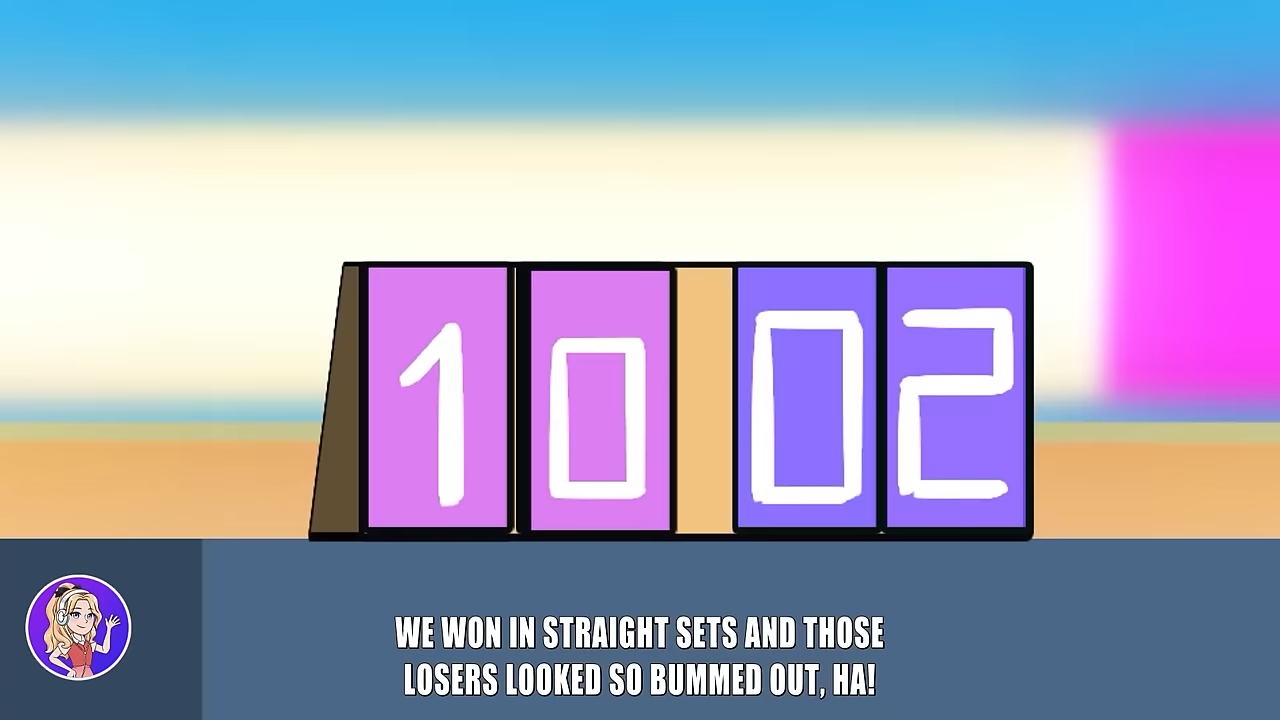 10 02
WE WON IN STRAIGHT SETS AND THOSE
LOSERS LOOKED SO BUMMED OUT, HA!